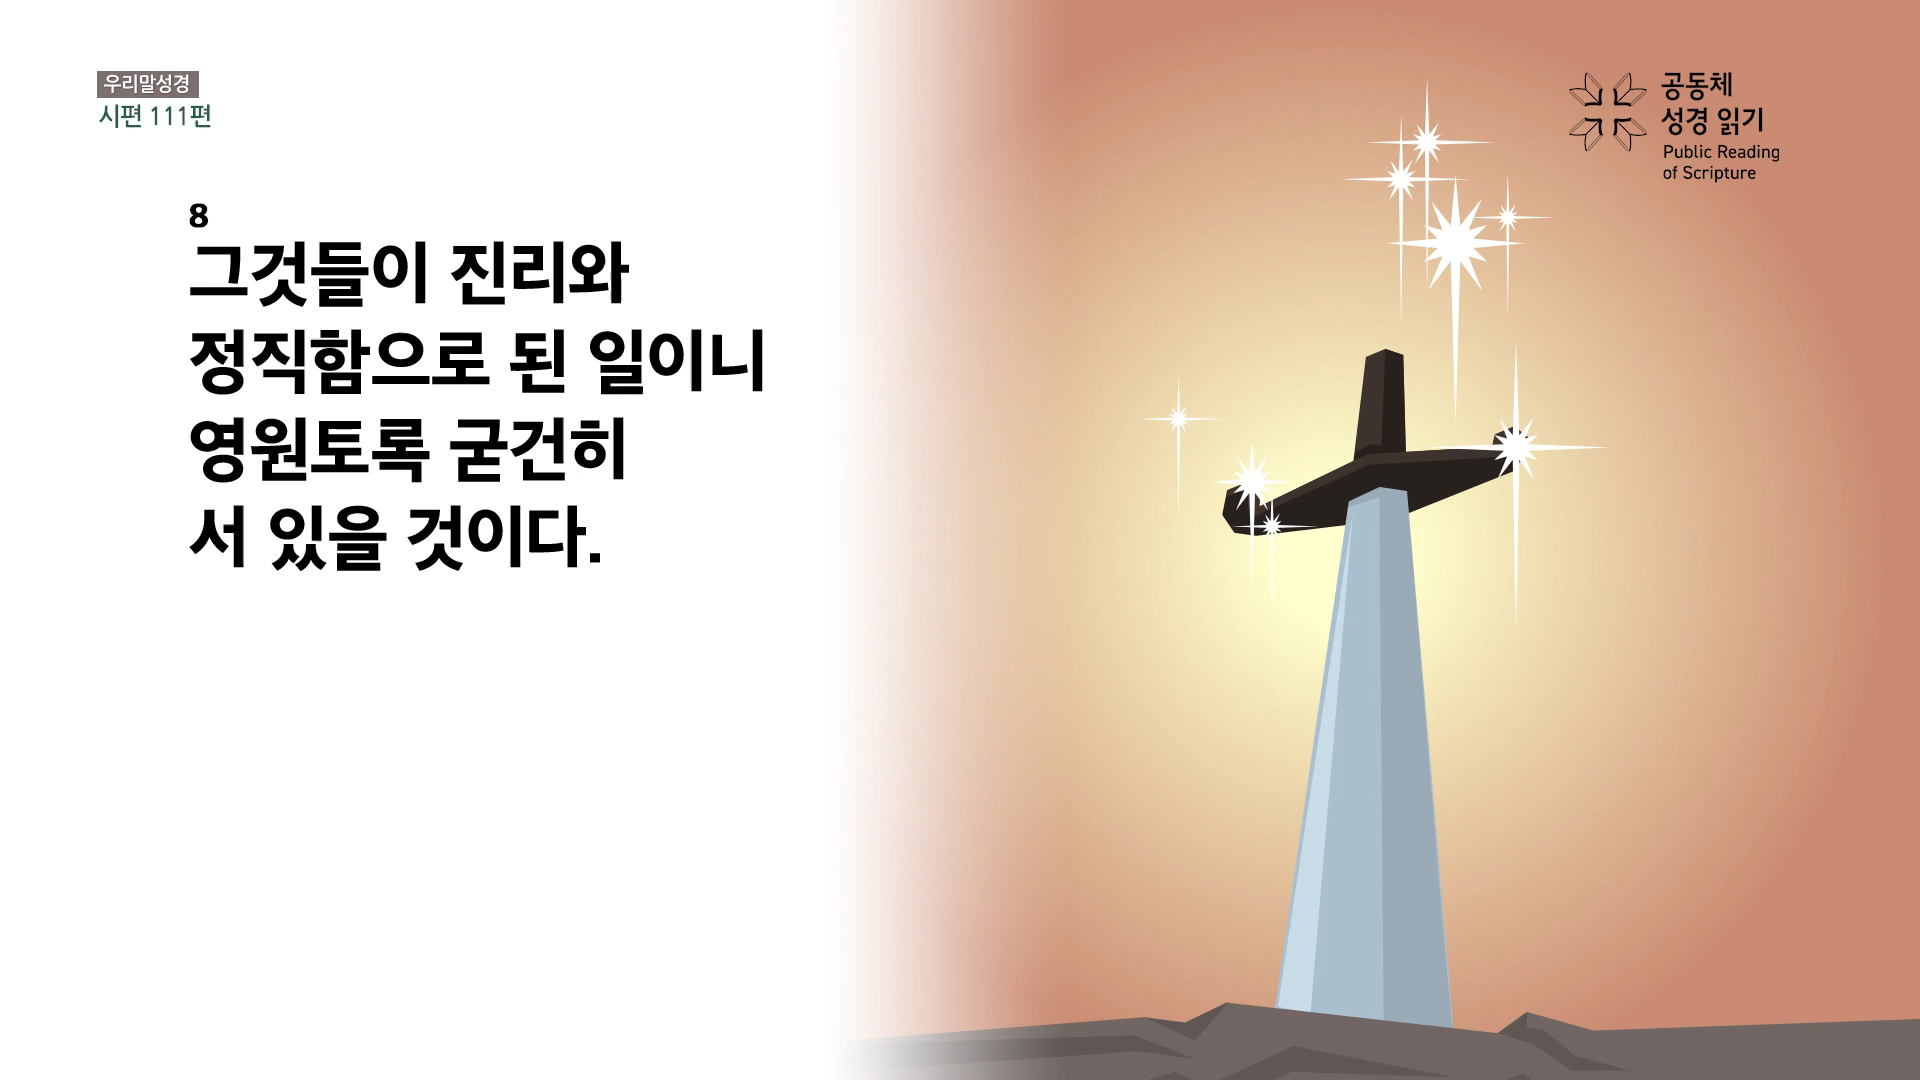 우리말성경
시편 111편
공동체
성경 읽기
Public Reading
of Scripture
8
그것들이 진리와
정직함으로 된 일이니
영원토록 굳건히
서 있을 것이다.